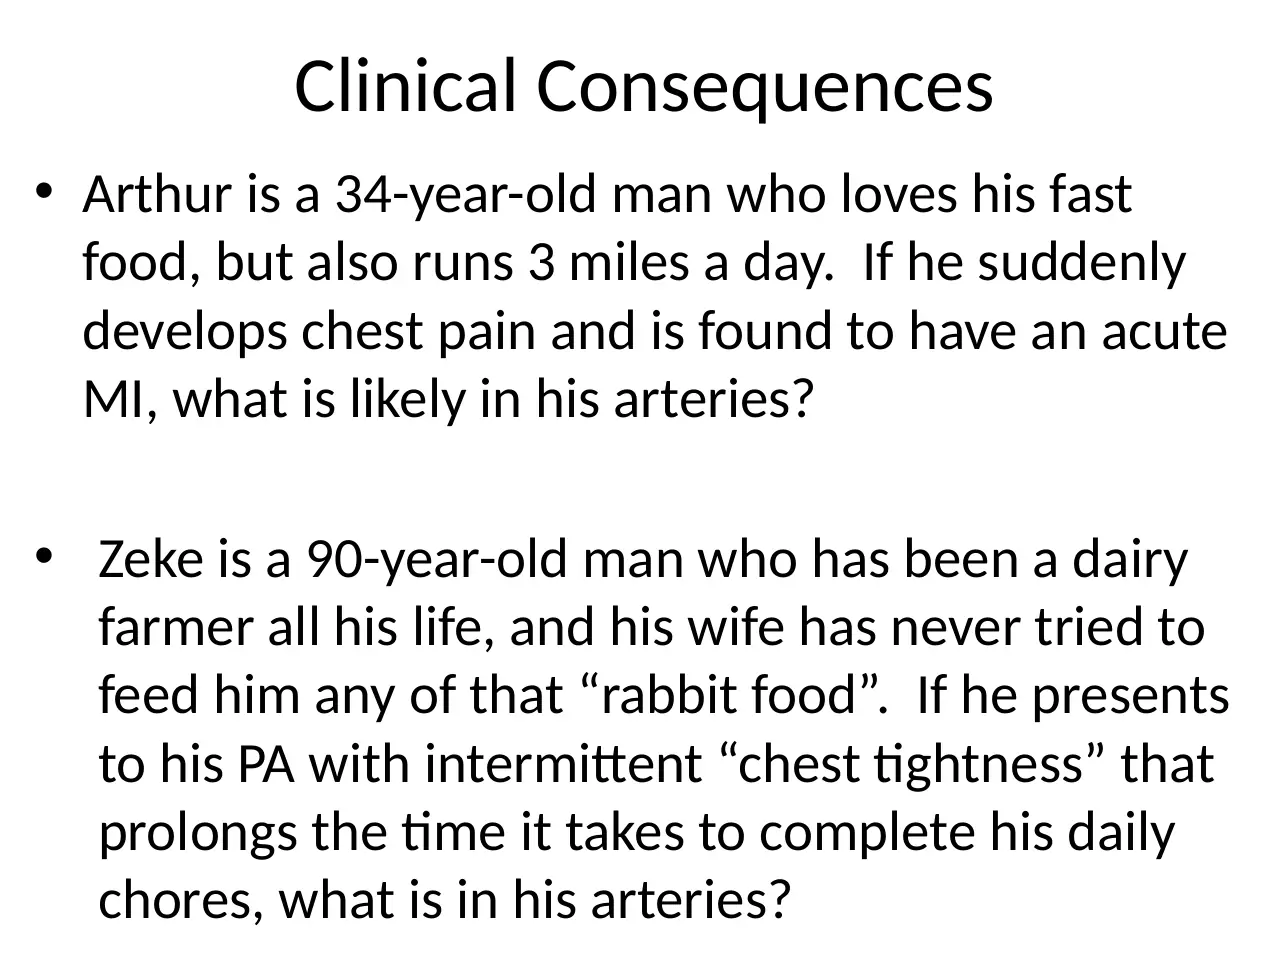 Clinical Consequences
• Arthur is a 34-year-old man who loves his fast
food, but also runs 3 miles a day.  If he suddenly
develops chest pain and is found to have an acute
MI, what is likely in his arteries?
• Zeke is a 90-year-old man who has been a dairy
farmer all his life, and his wife has never tried to
feed him any of that “rabbit food”.  If he presents
to his PA with intermittent “chest tightness” that
prolongs the time it takes to complete his daily
chores, what is in his arteries?